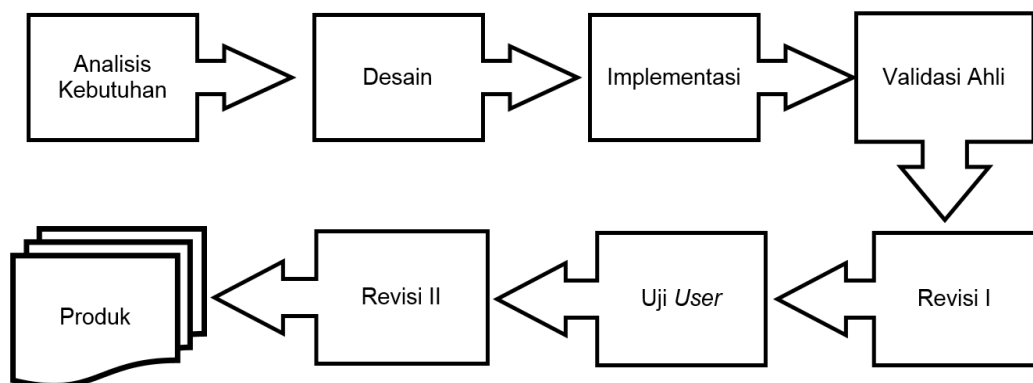 Analisis
Kebutuhan
Desain
Implementasi
Validasi Ahli
Revisi I
Uji User
Revisi II
Produk